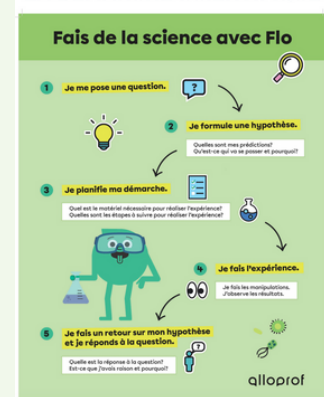 Fais de la science avec Flo
1 Je me pose une question.
?
2 Je formule une hypothèse.
Quelles sont mes prédictions?
Qu'est-ce qui va se passer et pourquoi?
3 Je planifie ma démarche.
Quel est le matériel nécessaire pour réaliser l'expérience?
Quelles sont les étapes à suivre pour réaliser l'expérience?
4 Je fais l'expérience.
Je fais les manipulations.
J'observe les résultats.
5 Je fais un retour sur mon hypothèse
et je réponds à la question.
?
Quelle est la réponse à la question?
Est-ce que j'avais raison et pourquoi?
alloprof